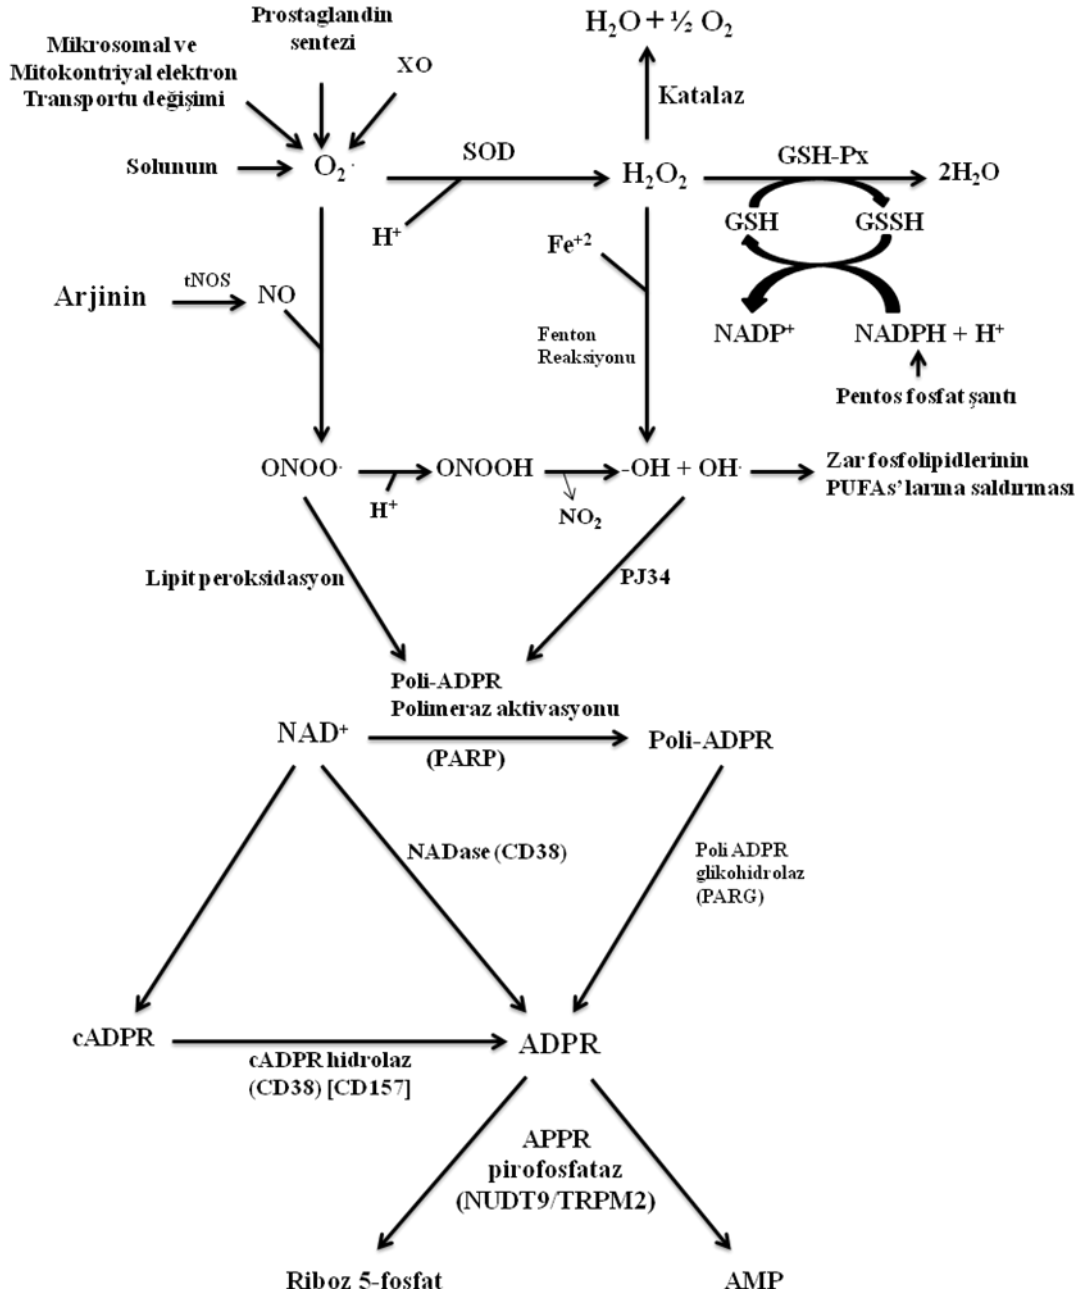 Prostaglandin
sentezi
H₂O + ½ O₂
Mikrosomal ve
Mitokontriyal elektron
Transportu değişimi
XO
Katalaz
Solunum
O₂·
SOD
H₂O₂
GSH-Px
2H₂O
H⁺
GSH
GSSH
Fe⁺²
Arjinin
tNOS
NO
Fenton
Reaksiyonu
NADP⁺
NADPH + H⁺
Pentos fosfat şantı
ONOO·
H⁺
ONOOH
NO₂
-OH + OH·
Zar fosfolipidlerinin
PUFAs’larına saldırması
Lipit peroksidasyon
PJ34
Poli-ADPR
Polimeraz aktivasyonu
NAD⁺
(PARP)
Poli-ADPR
NADase (CD38)
Poli ADPR
glikohidrolaz
(PARG)
cADPR
cADPR hidrolaz
(CD38) [CD157]
ADPR
APPR
pirofosfataz
(NUDT9/TRPM2)
Riboz 5-fosfat
AMP